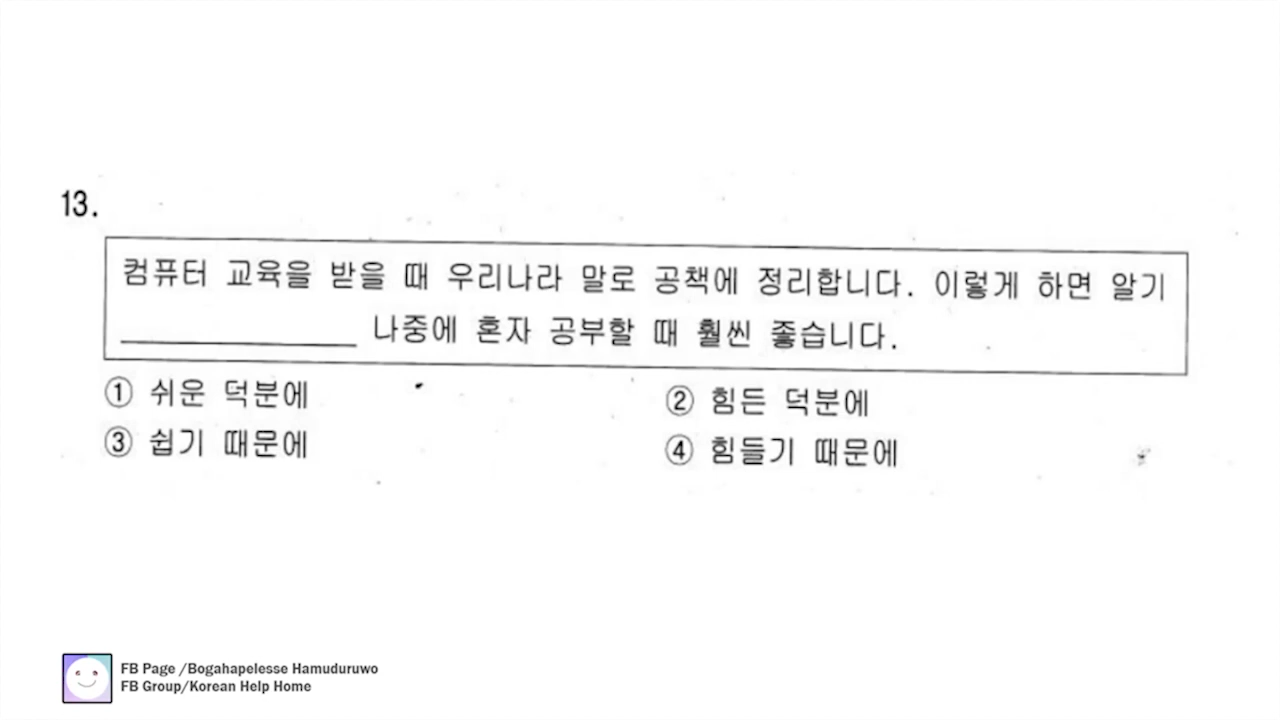 13.
컴퓨터 교육을 받을 때 우리나라 말로 공책에 정리합니다. 이렇게 하면 알기
____________ 나중에 혼자 공부할 때 훨씬 좋습니다.
① 쉬운 덕분에 ② 힘든 덕분에
③ 쉽기 때문에 ④ 힘들기 때문에
FB Page /Bogahapelesse Hamuduruwo
FB Group/Korean Help Home